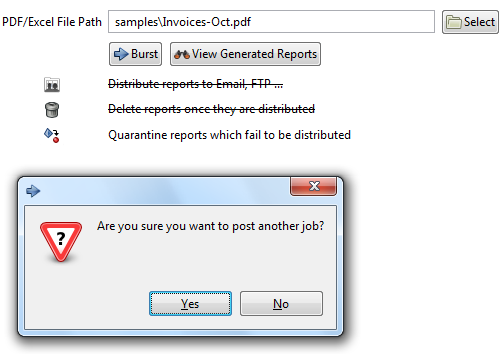 PDF/Excel File Path samples\Invoices-Oct.pdf Select
Burst View Generated Reports
Distribute reports to Email, FTP ...
Delete reports once they are distributed
Quarantine reports which fail to be distributed
Are you sure you want to post another job?
Yes No